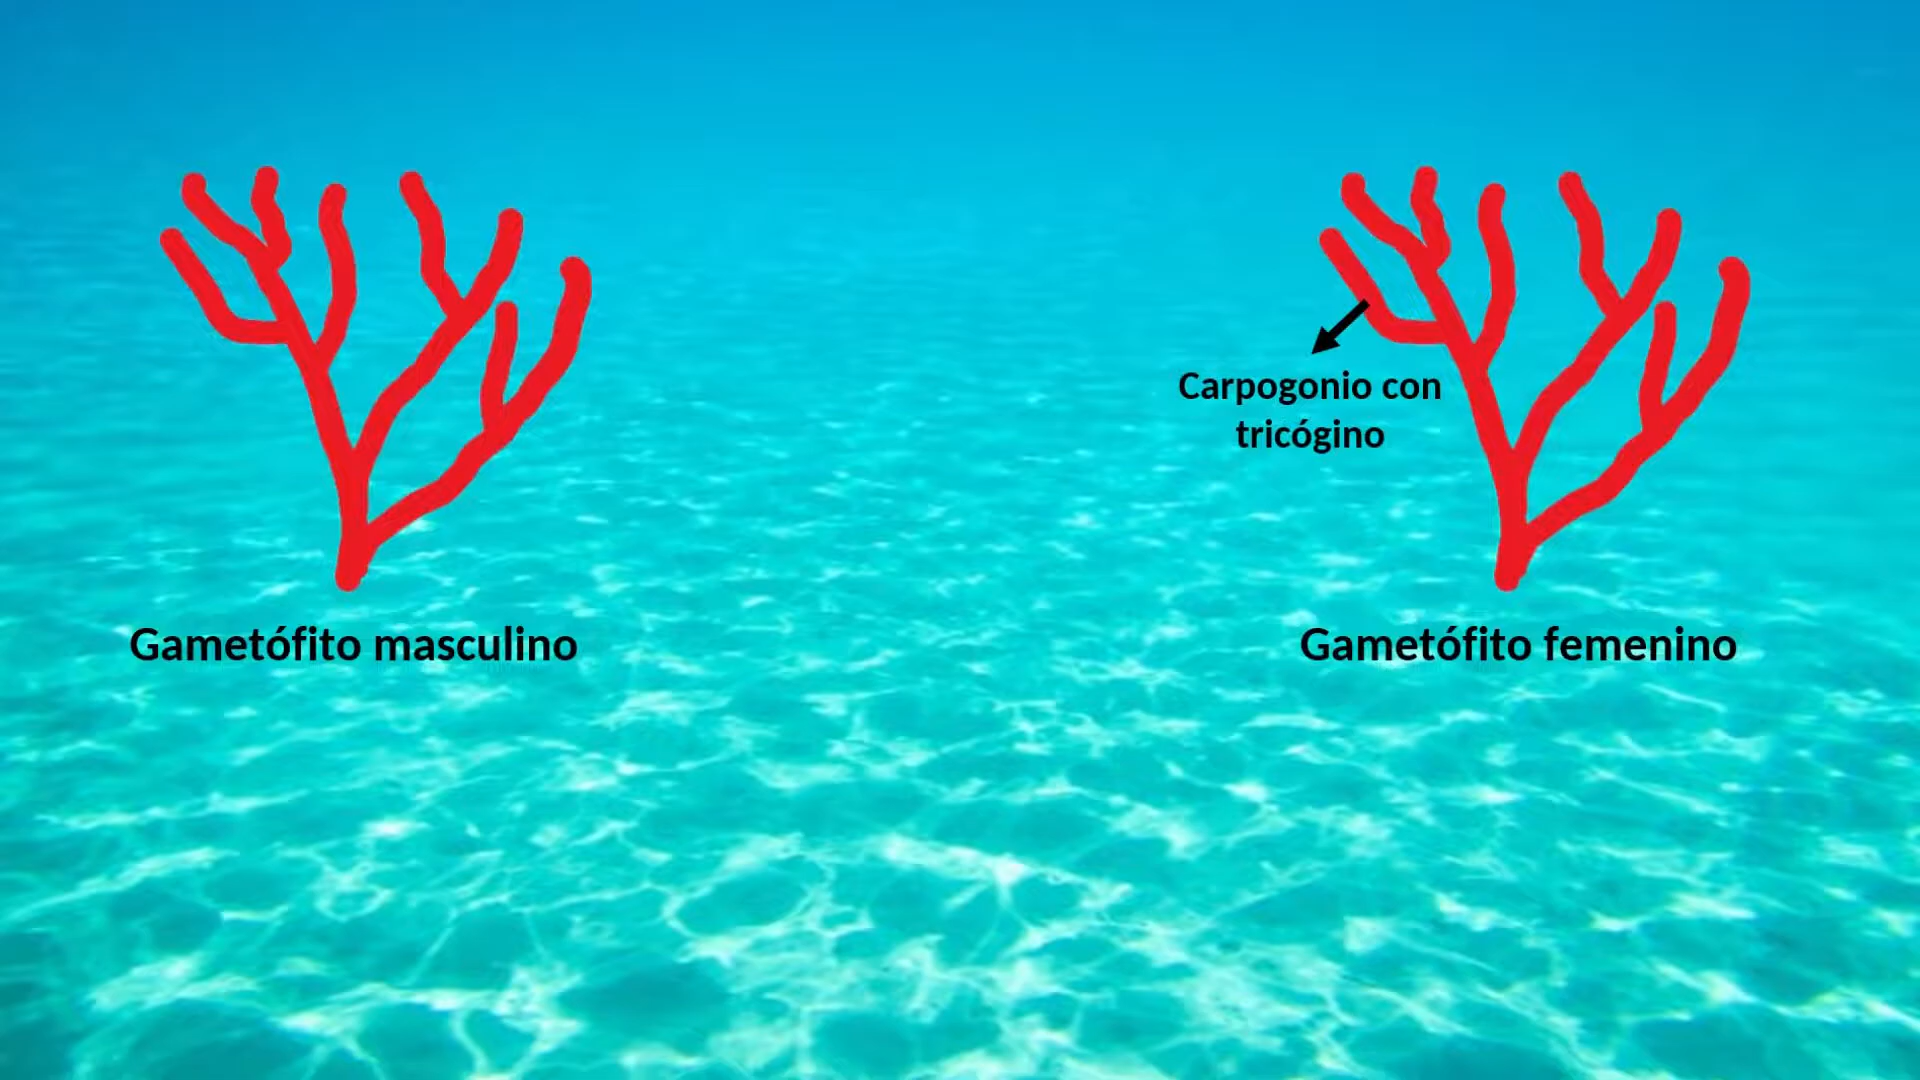 Carpogonio con
tricógino
Gametófito masculino
Gametófito femenino